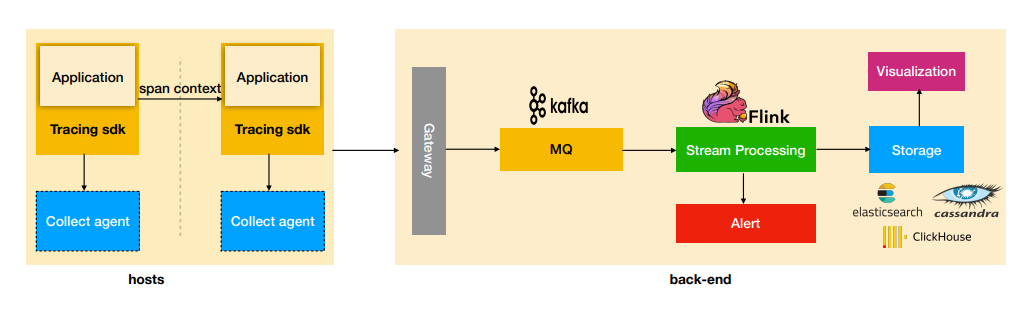 Application
span context
Application
Tracing sdk
Tracing sdk
Collect agent
Collect agent
hosts
Gateway
kafka
MQ
Flink
Stream Processing
Alert
Visualization
Storage
elasticsearch
cassandra
ClickHouse
back-end